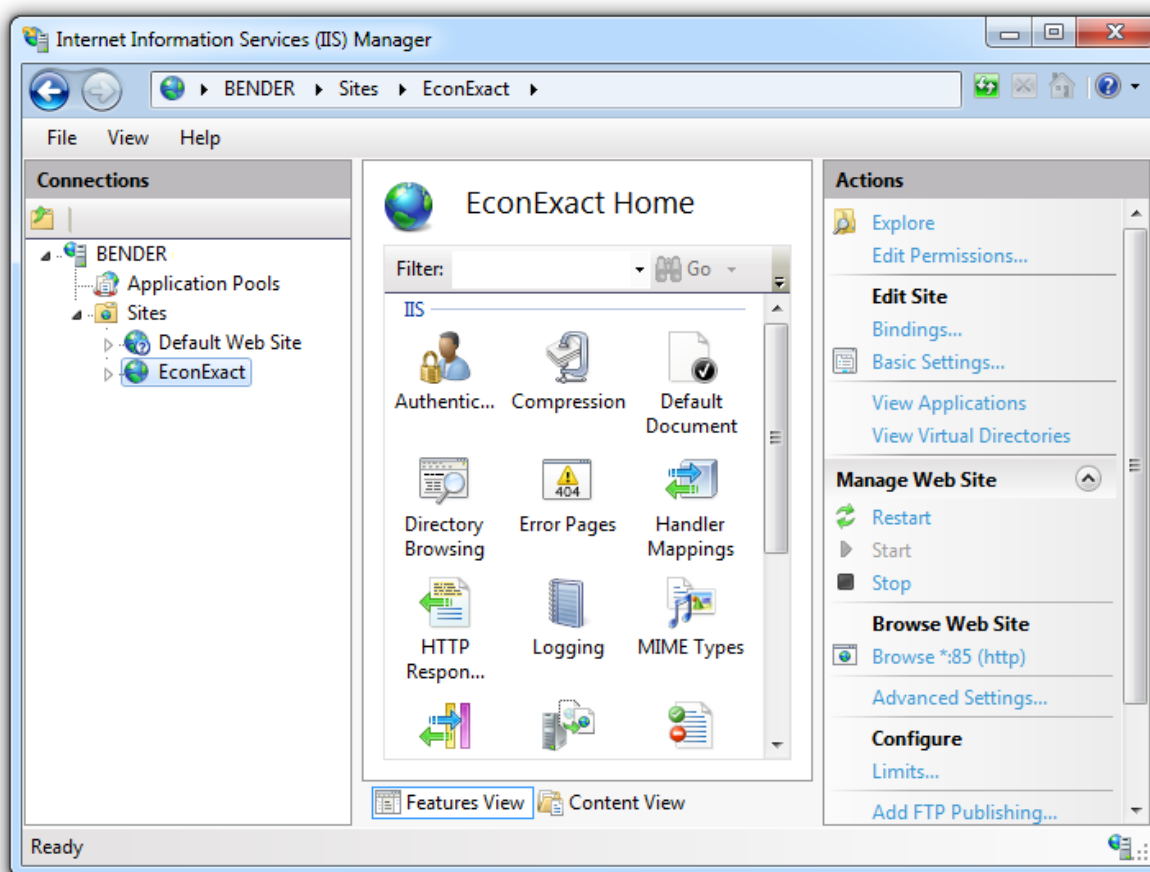 Internet Information Services (IIS) Manager
BENDER Sites EconExact
File View Help
Connections
BENDER
Application Pools
Sites
Default Web Site
EconExact
EconExact Home
Filter: Go
IIS
Authentic... Compression Default Document
Directory Browsing Error Pages Handler Mappings
404
HTTP Respon... Logging MIME Types
Features View Content View
Actions
Explore
Edit Permissions...
Edit Site
Bindings...
Basic Settings...
View Applications
View Virtual Directories
Manage Web Site
Restart
Start
Stop
Browse Web Site
Browse *:85 (http)
Advanced Settings...
Configure
Limits...
Add FTP Publishing...
Ready